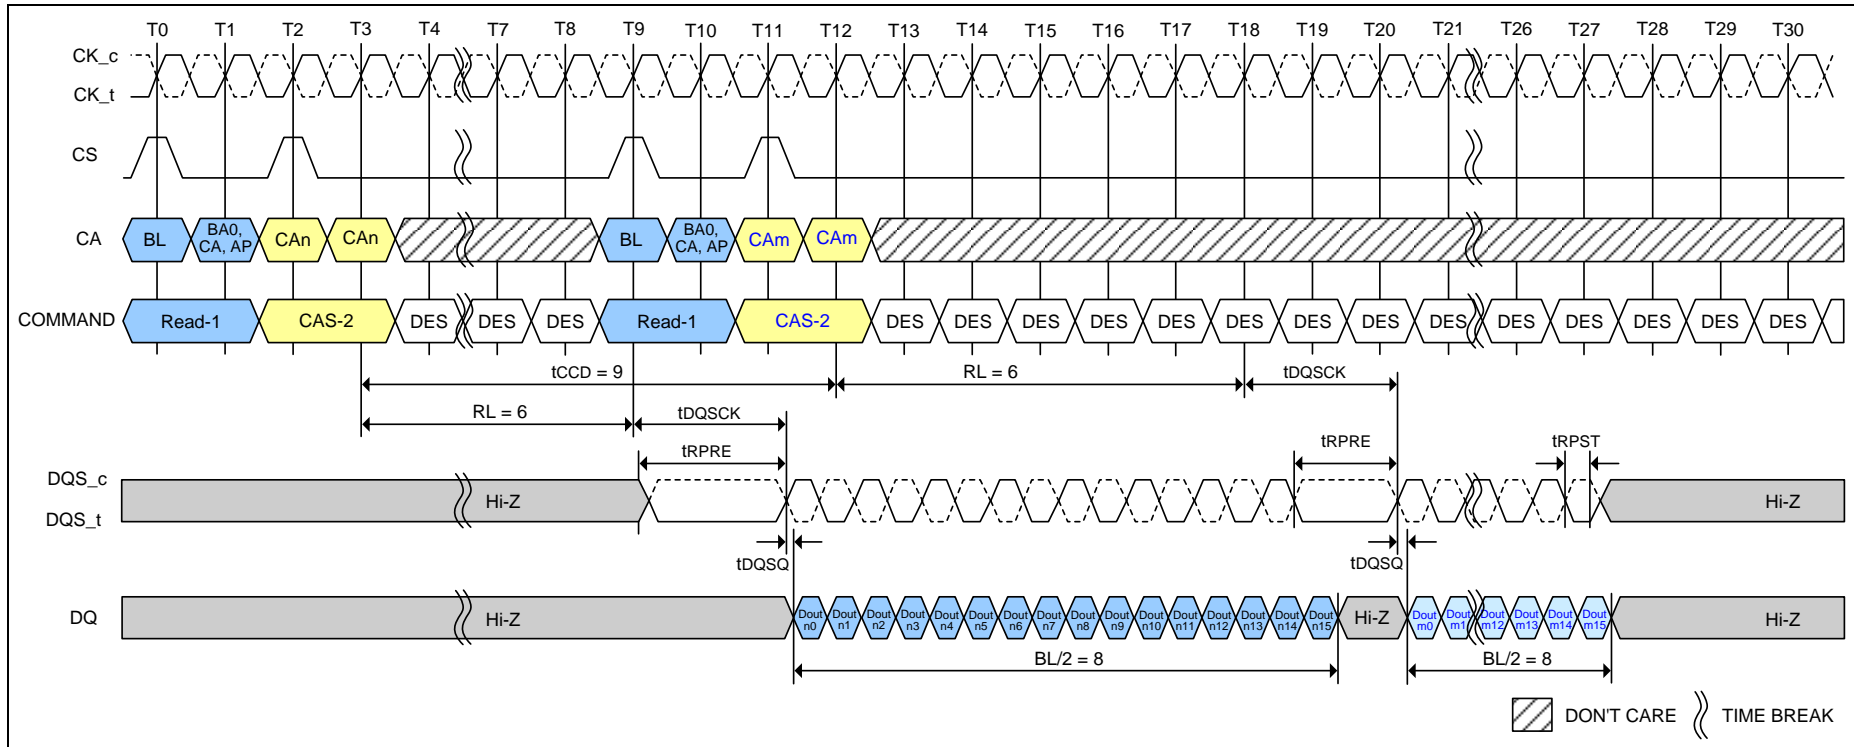 T0 T1 T2 T3 T4 T7 T8 T9 T10 T11 T12 T13 T14 T15 T16 T17 T18 T19 T20 T21 T26 T27 T28 T29 T30
CK_c
CK_t
CS
CA BL BA0, CA, AP CAn CAn BL BA0, CA, AP CAm CAm
COMMAND Read-1 CAS-2 DES DES DES Read-1 CAS-2 DES DES DES DES DES DES DES DES DES DES DES DES DES DES
tCCD = 9 RL = 6 tDQSCK
RL = 6 tDQSCK
tRPRE tRPRE tRPST
DQS_c
Hi-Z Hi-Z
DQS_t
tDQSQ tDQSQ
DQ Hi-Z Dout n0 Dout n1 Dout n2 Dout n3 Dout n4 Dout n5 Dout n6 Dout n7 Dout n8 Dout n9 Dout n10 Dout n11 Dout n12 Dout n13 Dout n14 Dout n15 Hi-Z Dout m0 Dout m1 Dout m12 Dout m13 Dout m14 Dout m15 Hi-Z
BL/2 = 8 BL/2 = 8
DON'T CARE TIME BREAK